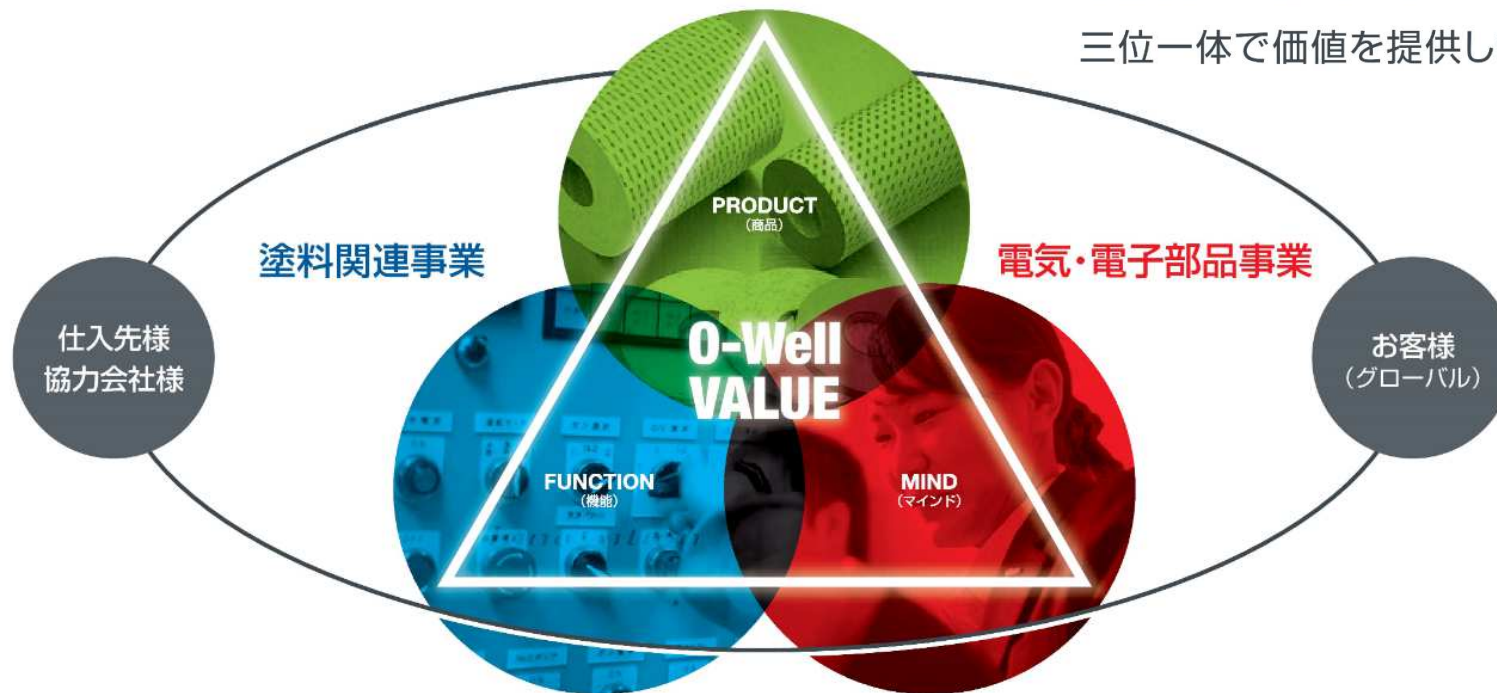 三位一体で価値を提供し
PRODUCT
(商品)
塗料関連事業
電気・電子部品事業
仕入先様
協力会社様
O-Well
VALUE
お客様
(グローバル)
FUNCTION
(機能)
MIND
(マインド)